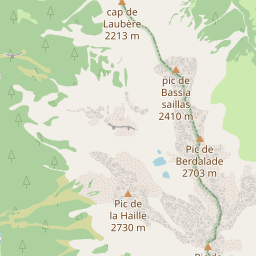 cap de
Laubère
2213 m
pic de
Bassia
saillas
2410 m
Pic de
Berdalade
2703 m
Pic de
la Haille
2730 m